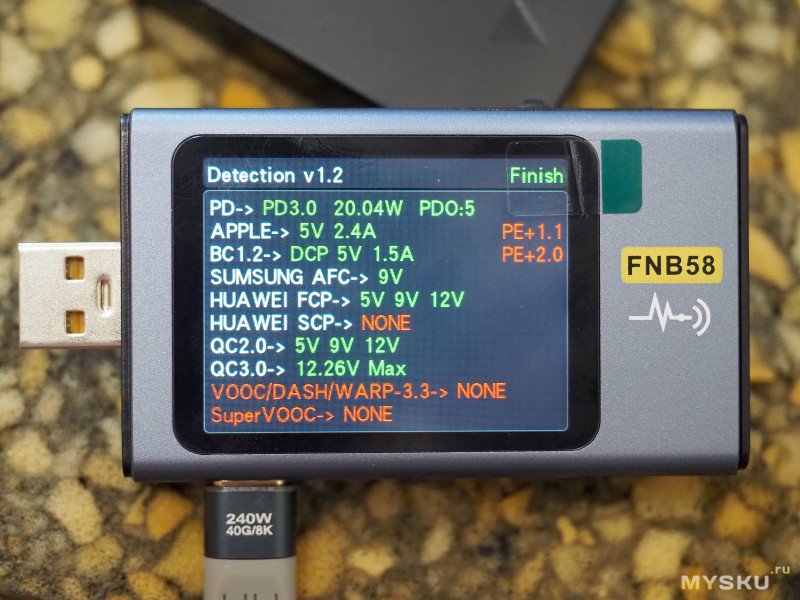 Detection v1.2 Finish
PD-> PD3.0 20.04W PDO:5
APPLE-> 5V 2.4A PE+1.1
BC1.2-> DCP 5V 1.5A PE+2.0
SUMSUNG AFC-> 9V
HUAWEI FCP-> 5V 9V 12V
HUAWEI SCP-> NONE
QC2.0-> 5V 9V 12V
QC3.0-> 12.26V Max
VOOC/DASH/WARP-3.3-> NONE
SuperVOOC-> NONE
FNB58
240W
40G/8K
MYSKU.ru